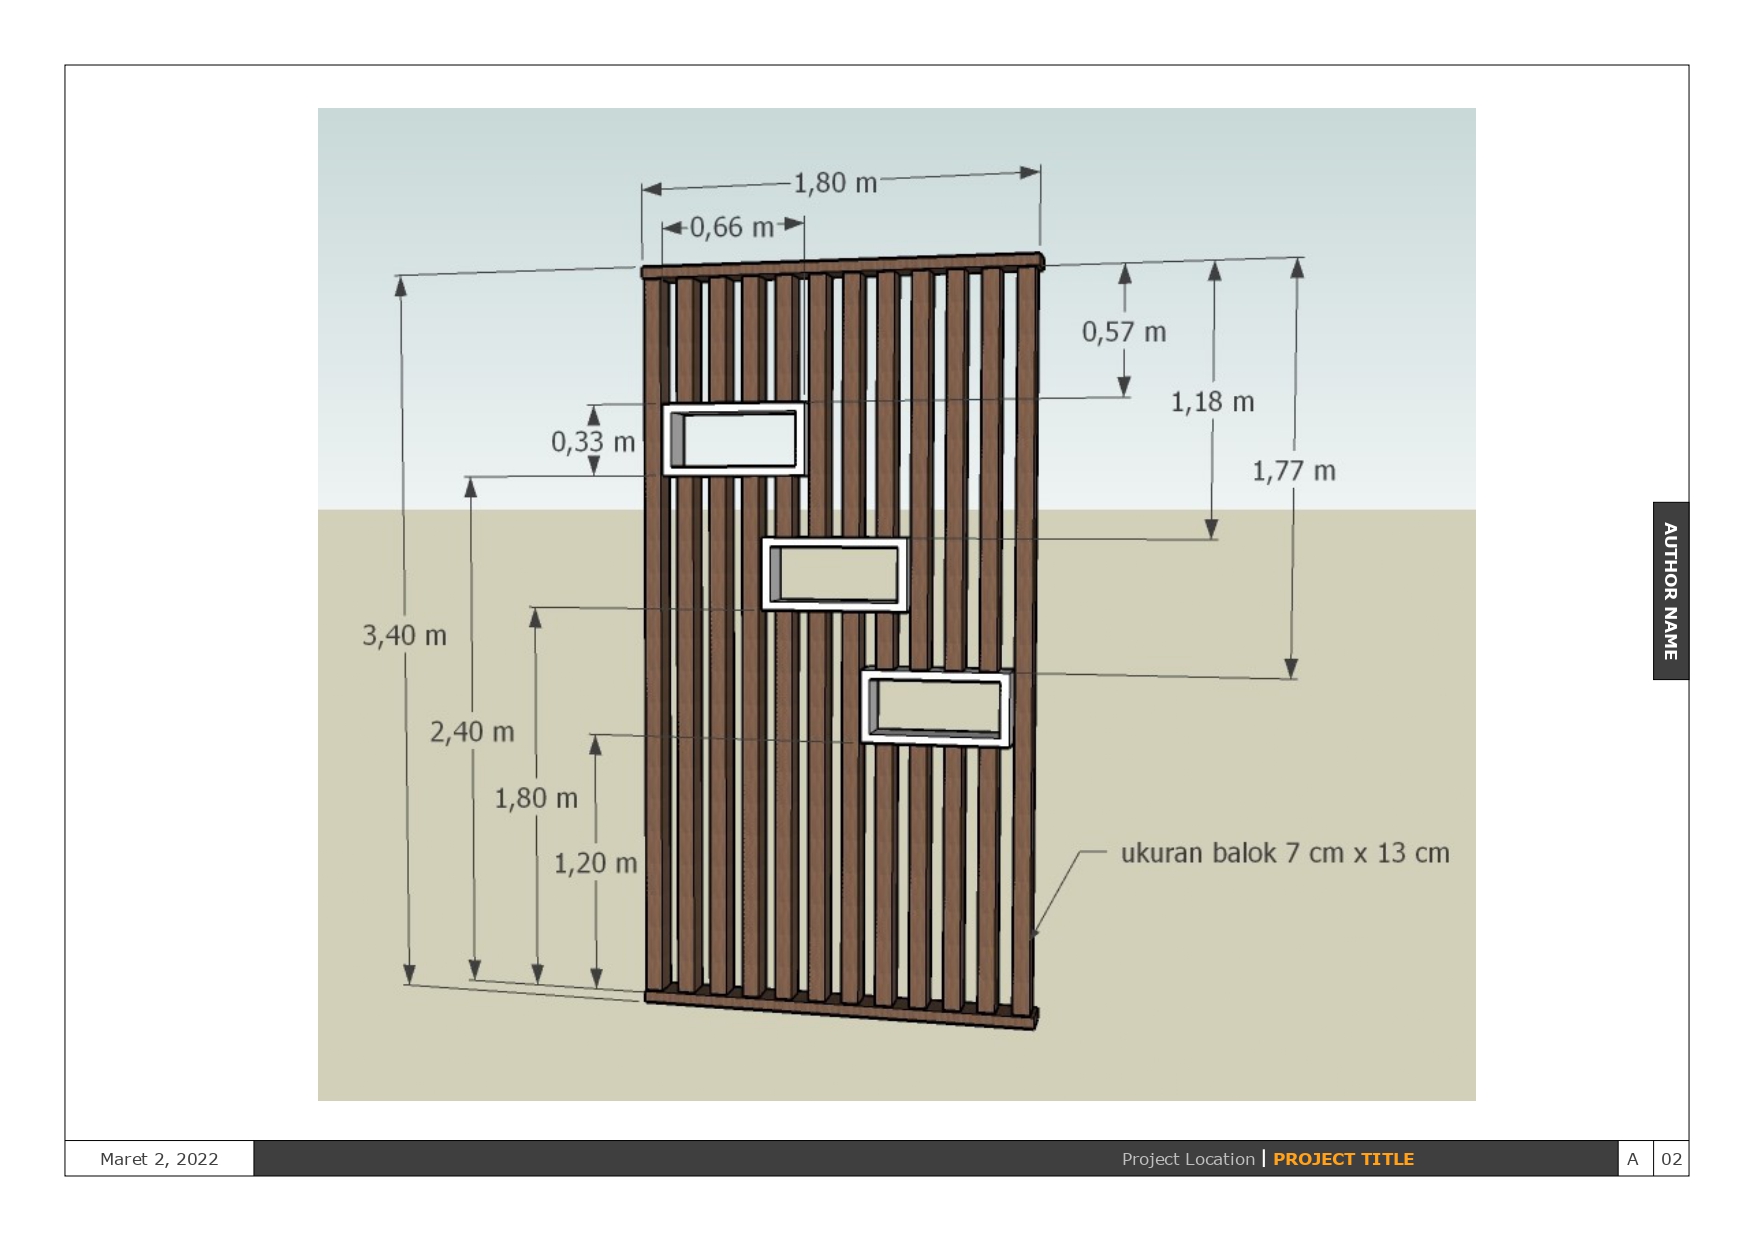 1,80 m
0,66 m
0,57 m
1,18 m
0,33 m
1,77 m
3,40 m
2,40 m
1,80 m
1,20 m
ukuran balok 7 cm x 13 cm
AUTHOR NAME
Maret 2, 2022
Project Location | PROJECT TITLE
A 02